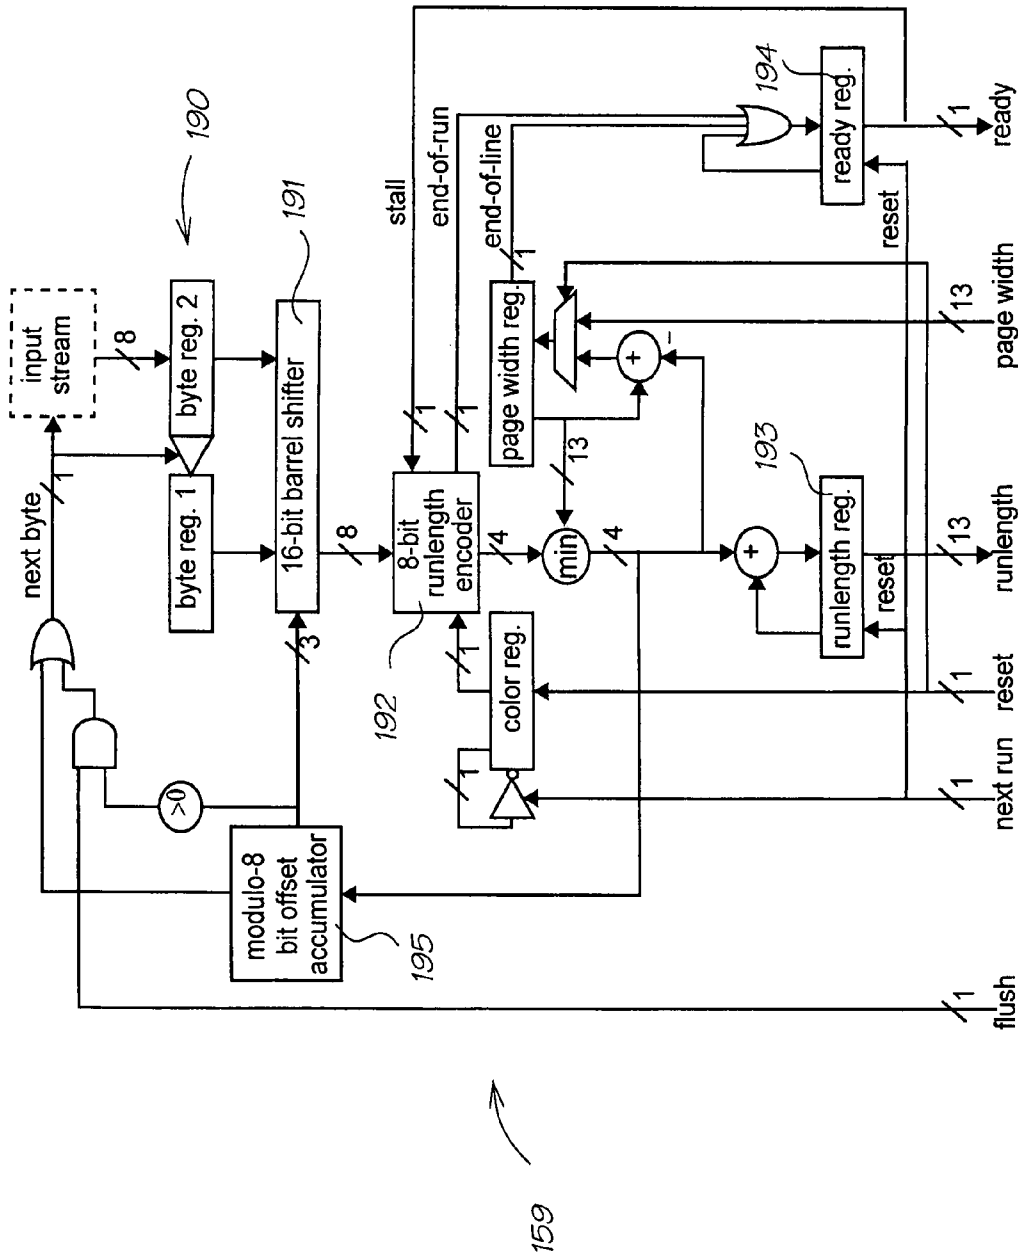 input
stream
8
next byte
1
byte reg. 1
byte reg. 2
190
16-bit barrel shifter
191
3
8
>0
modulo-8
bit offset
accumulator
195
stall
1
end-of-run
1
end-of-line
1
8-bit
runlength
encoder
192
4
1
color reg.
1
min
4
13
page width reg.
+
−
+
runlength reg.
193
reset
ready reg.
194
reset
1
flush
1
next run
1
reset
13
runlength
13
page width
1
ready
159